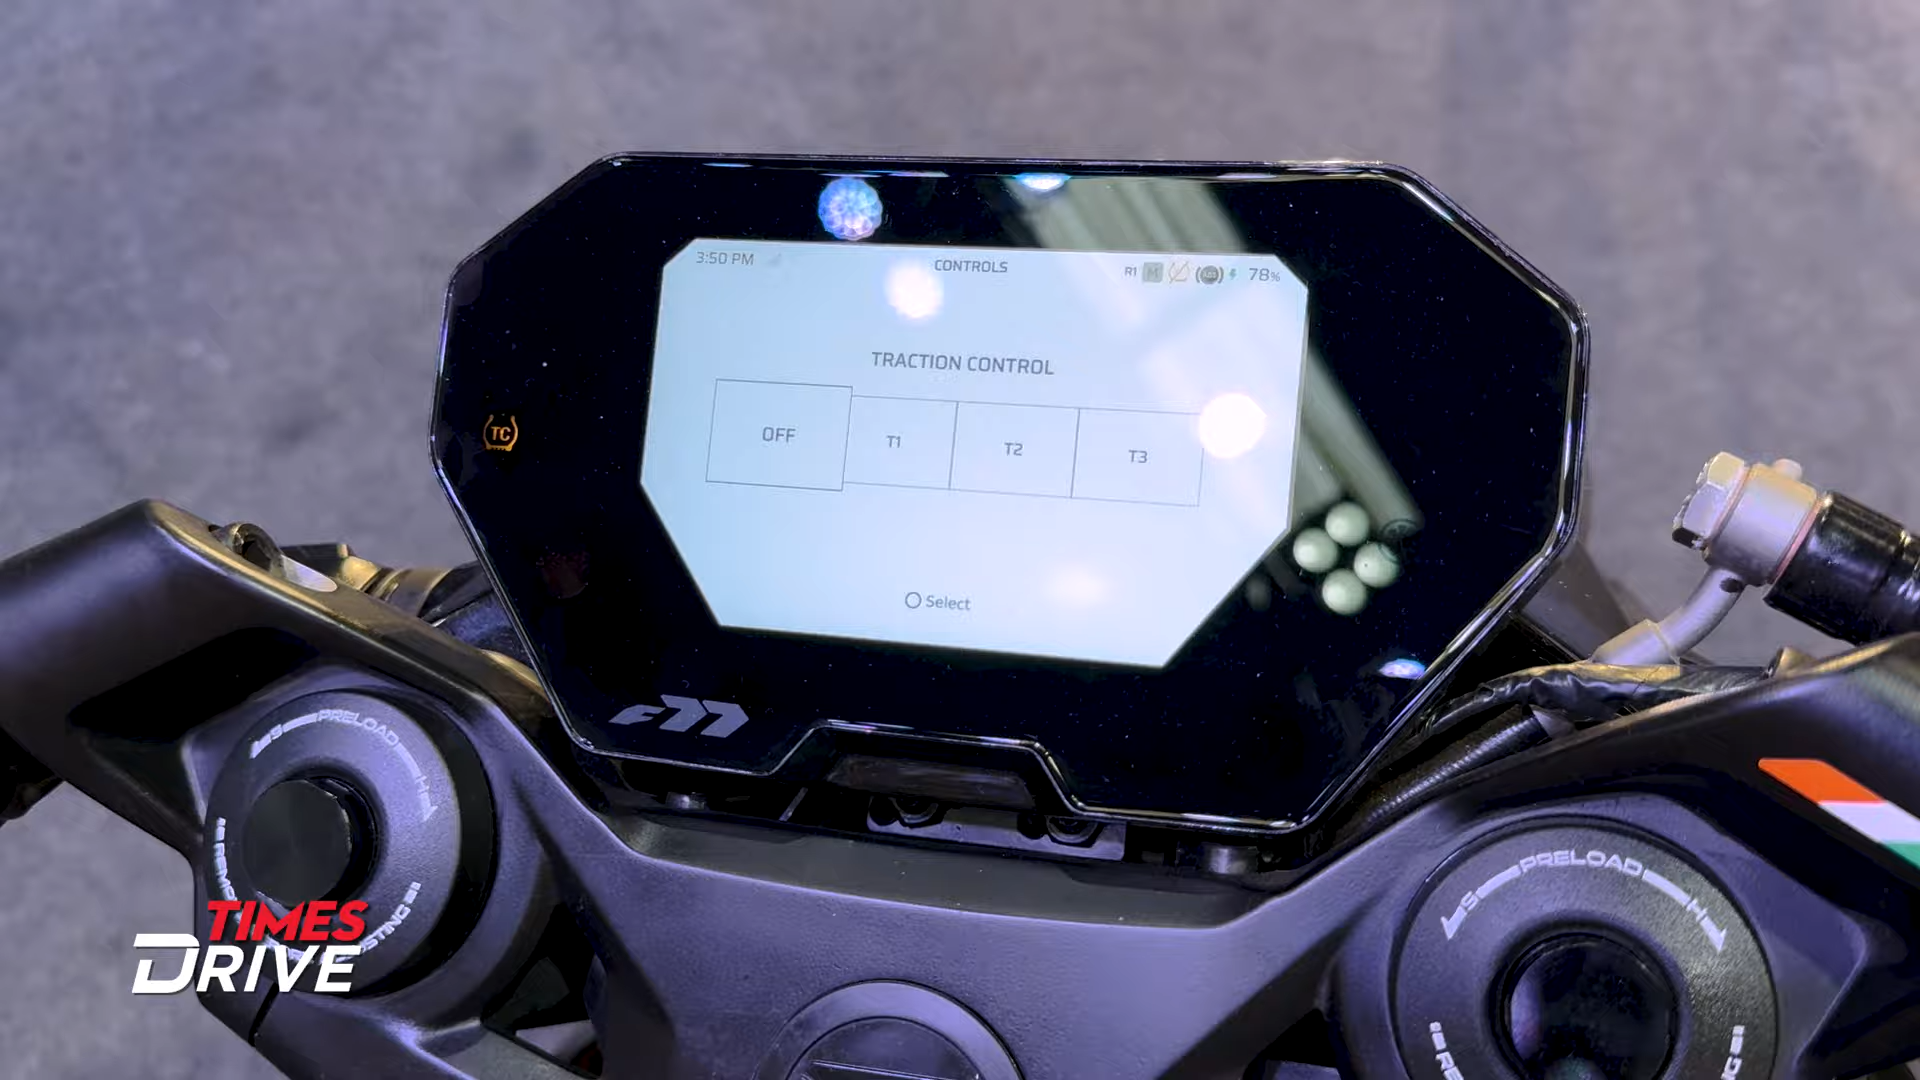 3:50 PM
CONTROLS
R1 M ABS 78%
TRACTION CONTROL
OFF T1 T2 T3
TC
Select
F77
S PRELOAD H
S PRELOAD H
TIMES
DRIVE